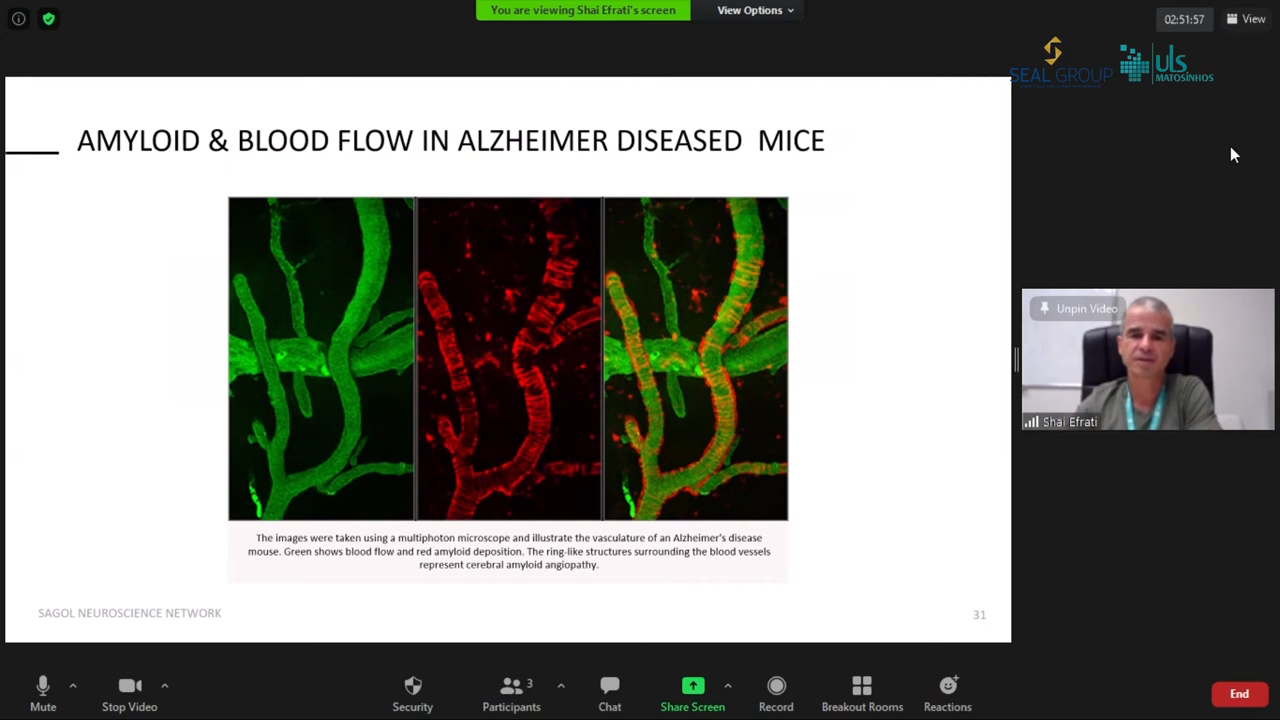 You are viewing Shai Efrati's screen
View Options
02:51:57
View
SEAL GROUP
uls
MATOSINHOS
AMYLOID & BLOOD FLOW IN ALZHEIMER DISEASED MICE
Unpin Video
Shai Efrati
The images were taken using a multiphoton microscope and illustrate the vasculature of an Alzheimer's disease
mouse. Green shows blood flow and red amyloid deposition. The ring-like structures surrounding the blood vessels
represent cerebral amyloid angiopathy.
SAGOL NEUROSCIENCE NETWORK
31
Mute
Stop Video
Security
Participants
3
Chat
Share Screen
Record
Breakout Rooms
Reactions
End